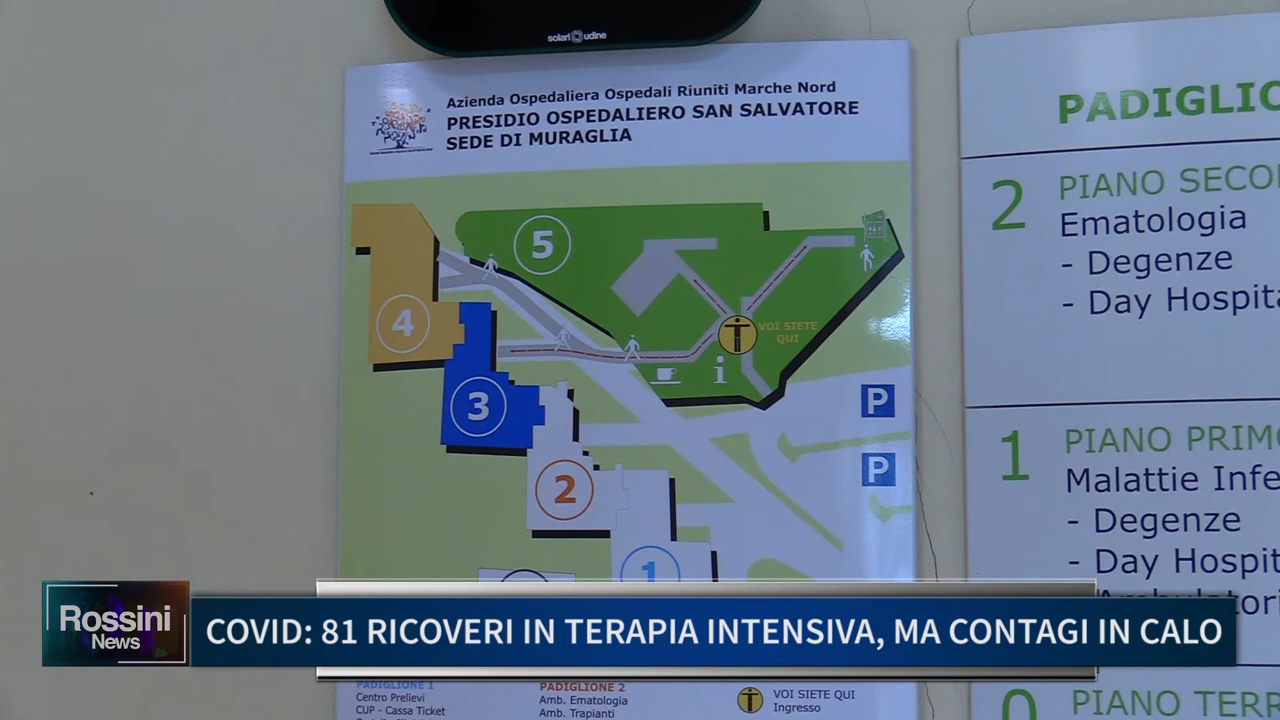 solari udine
Azienda Ospedaliera Ospedali Riuniti Marche Nord
PRESIDIO OSPEDALIERO SAN SALVATORE
SEDE DI MURAGLIA
5
4
VOI SIETE
QUI
i
3
P
2
P
1
PADIGLIO
2
PIANO SECO
Ematologia
- Degenze
- Day Hospita
1
PIANO PRIMO
Malattie Infe
- Degenze
- Day Hospit
0
PIANO TERR
Rossini
News
COVID: 81 RICOVERI IN TERAPIA INTENSIVA, MA CONTAGI IN CALO
PADIGLIONE 1
Centro Prelievi
CUP - Cassa Ticket
PADIGLIONE 2
Amb. Ematologia
Amb. Trapianti
VOI SIETE QUI
Ingresso